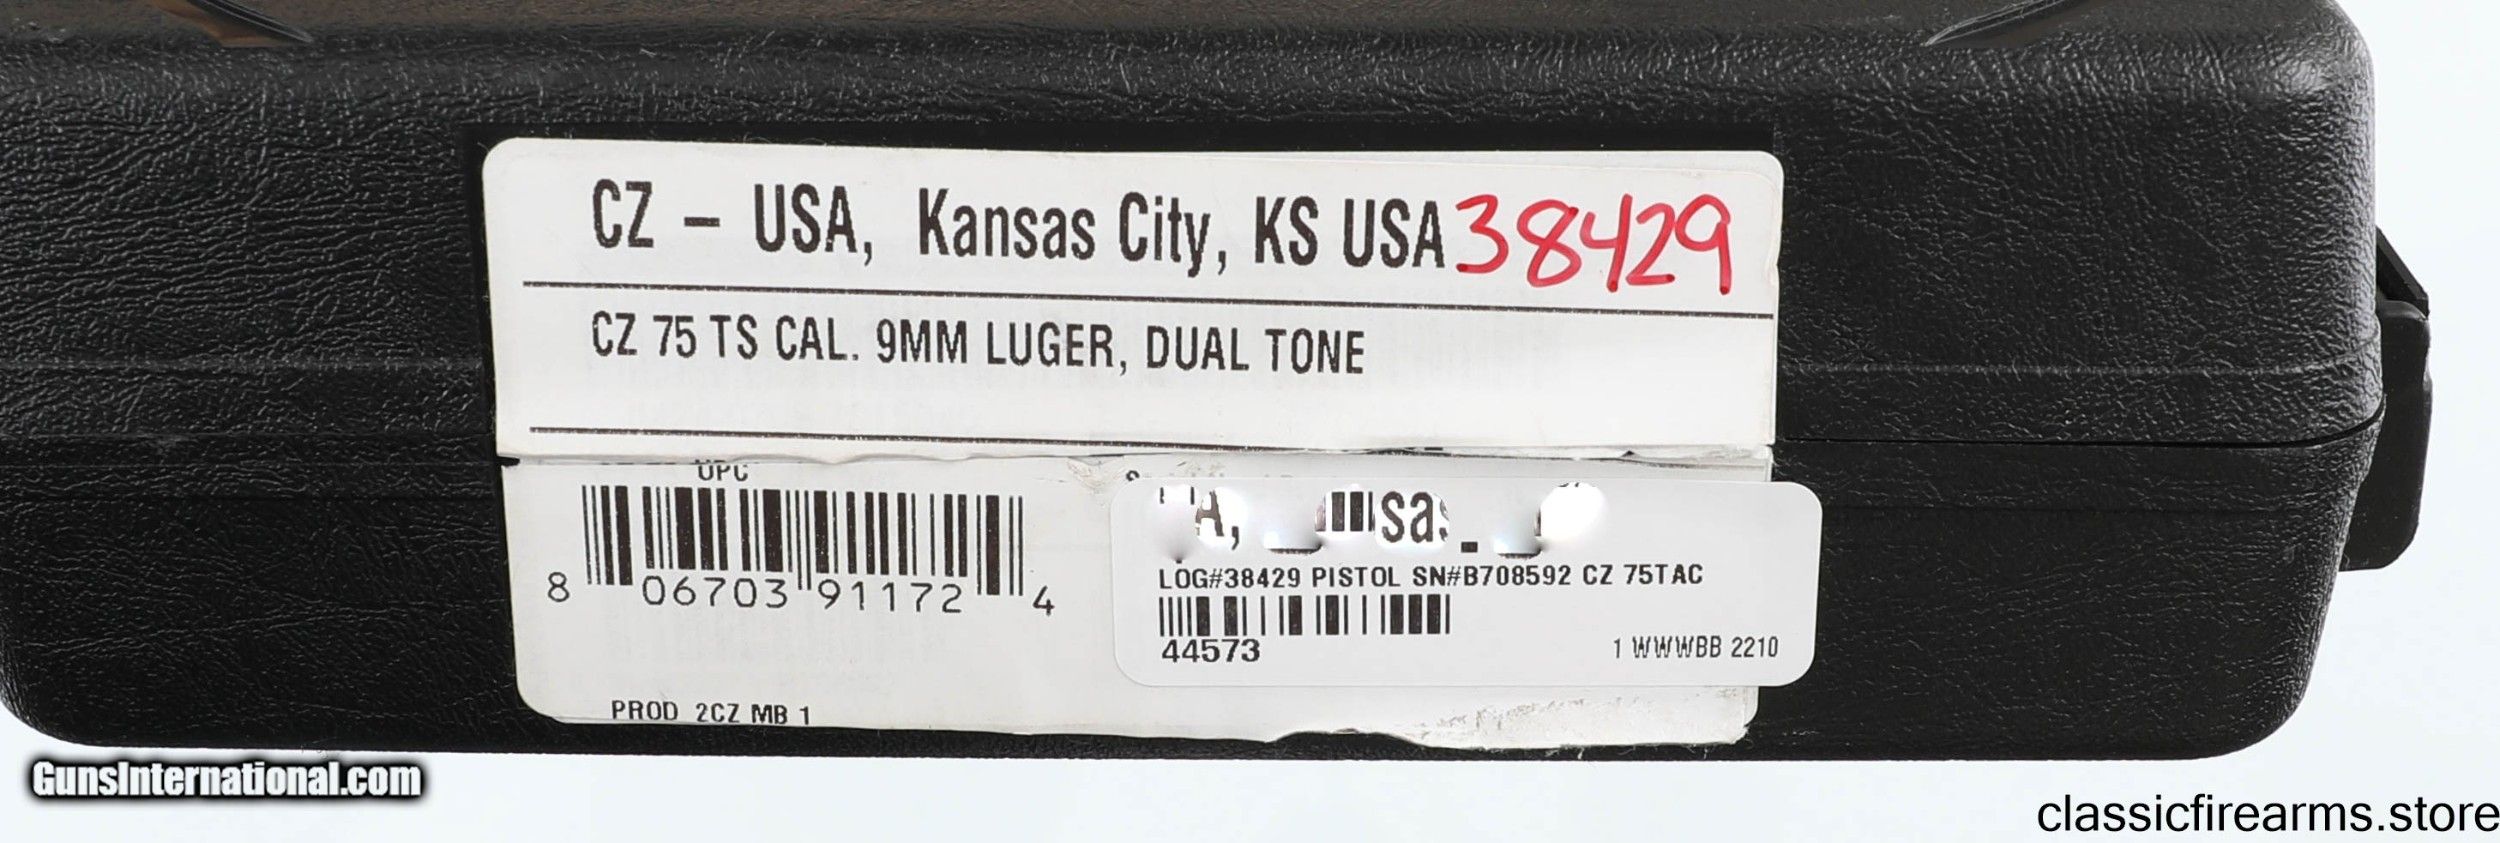 CZ – USA, Kansas City, KS USA 38429
CZ 75 TS CAL. 9MM LUGER, DUAL TONE
UPC
8 06703 91172 4
LOG#38429 PISTOL SN#B708592 CZ 75TAC
44573
1 WWWBB 2210
PROD 2CZ MB 1
GunsInternational.com
classicfirearms.store